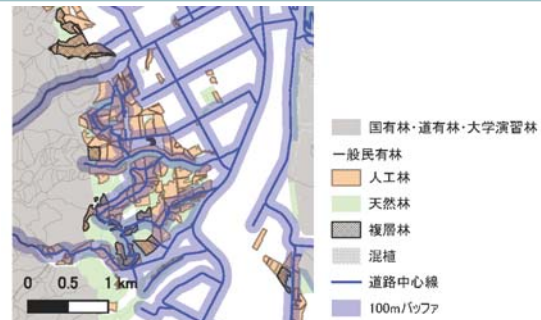 国有林・道有林・大学演習林
一般民有林
人工林
天然林
複層林
混植
道路中心線
100mバッファ
0 0.5 1 km